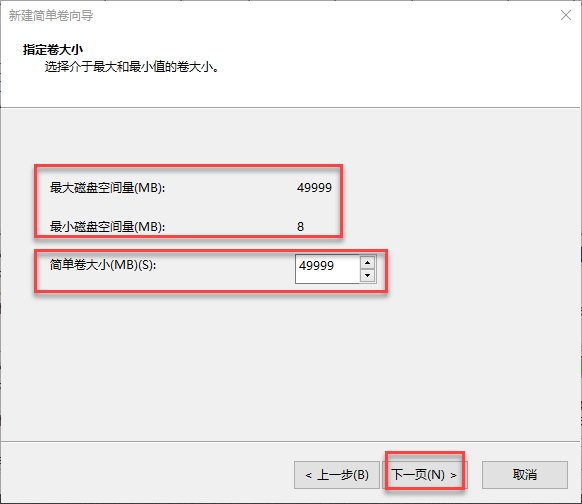 新建简单卷向导
指定卷大小
选择介于最大和最小值的卷大小。
最大磁盘空间量(MB): 49999
最小磁盘空间量(MB): 8
简单卷大小(MB)(S): 49999
< 上一步(B) 下一页(N) > 取消